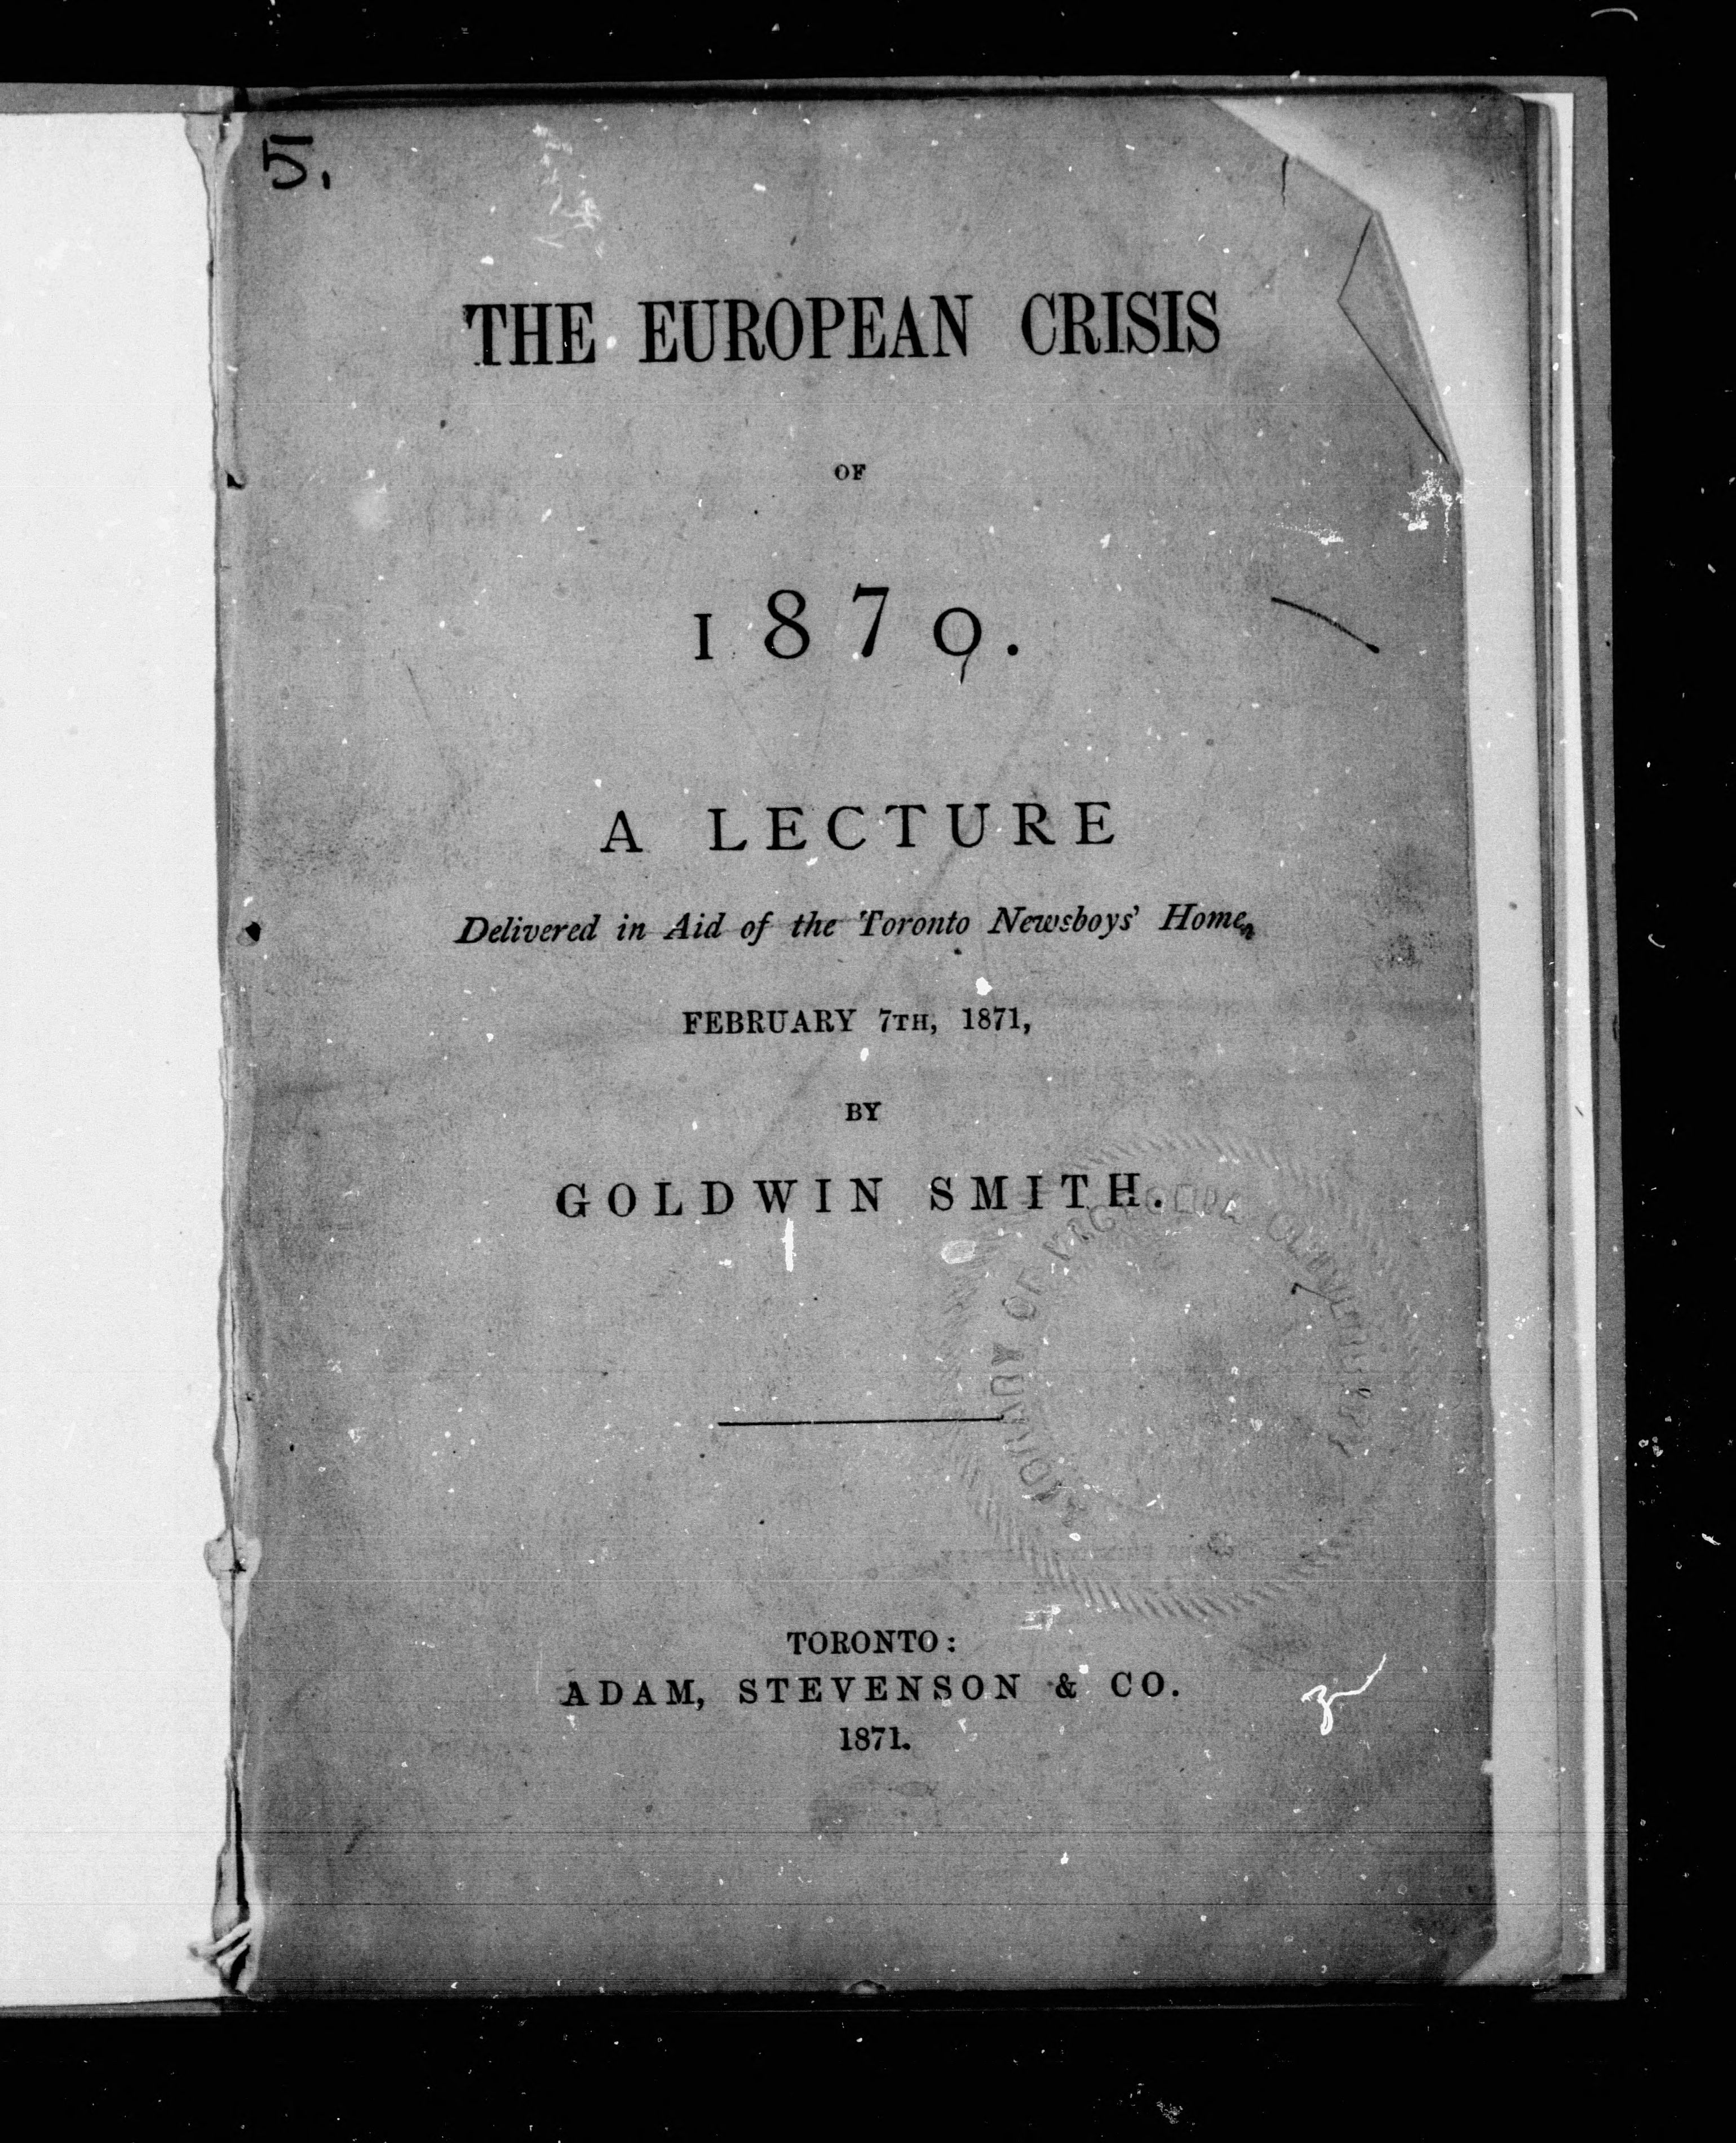 5.
THE EUROPEAN CRISIS
OF
1870.
A LECTURE
Delivered in Aid of the Toronto Newsboys' Home,
FEBRUARY 7TH, 1871,
BY
GOLDWIN SMITH.
TORONTO:
ADAM, STEVENSON & CO.
1871.